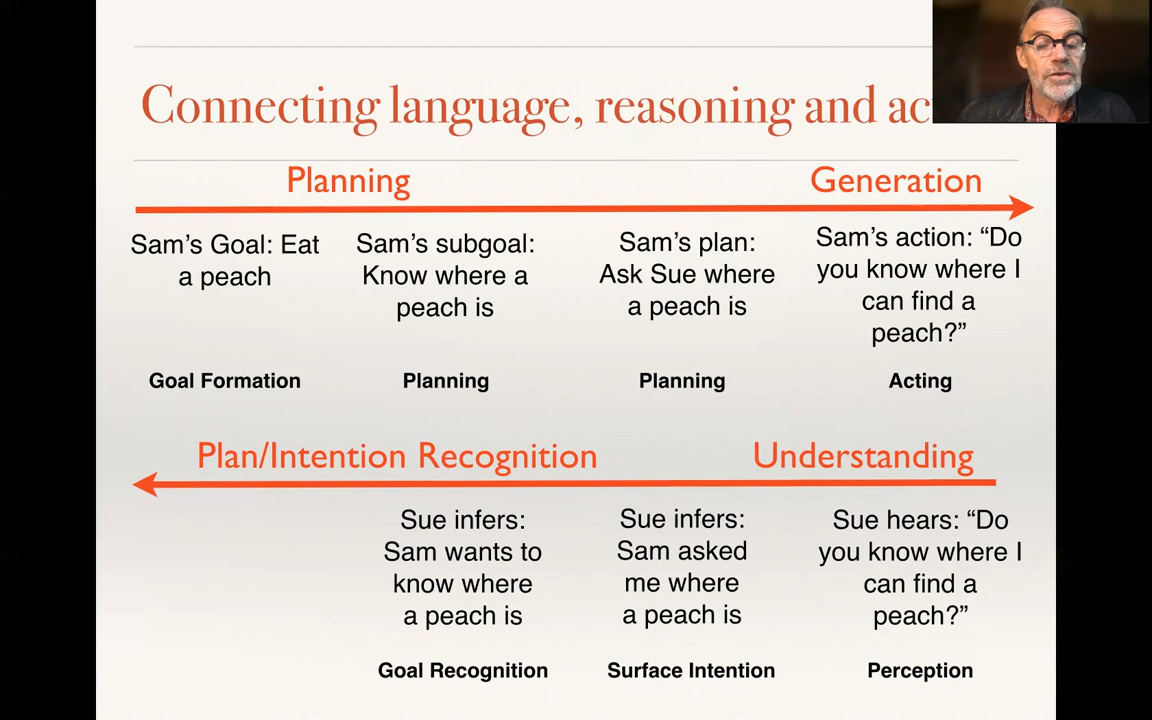 Connecting language, reasoning and ac
Planning
Generation
Sam's Goal: Eat
a peach
Sam's subgoal:
Know where a
peach is
Sam's plan:
Ask Sue where
a peach is
Sam's action: “Do
you know where I
can find a
peach?”
Goal Formation
Planning
Planning
Acting
Plan/Intention Recognition
Understanding
Sue infers:
Sam wants to
know where
a peach is
Sue infers:
Sam asked
me where
a peach is
Sue hears: “Do
you know where I
can find a
peach?”
Goal Recognition
Surface Intention
Perception